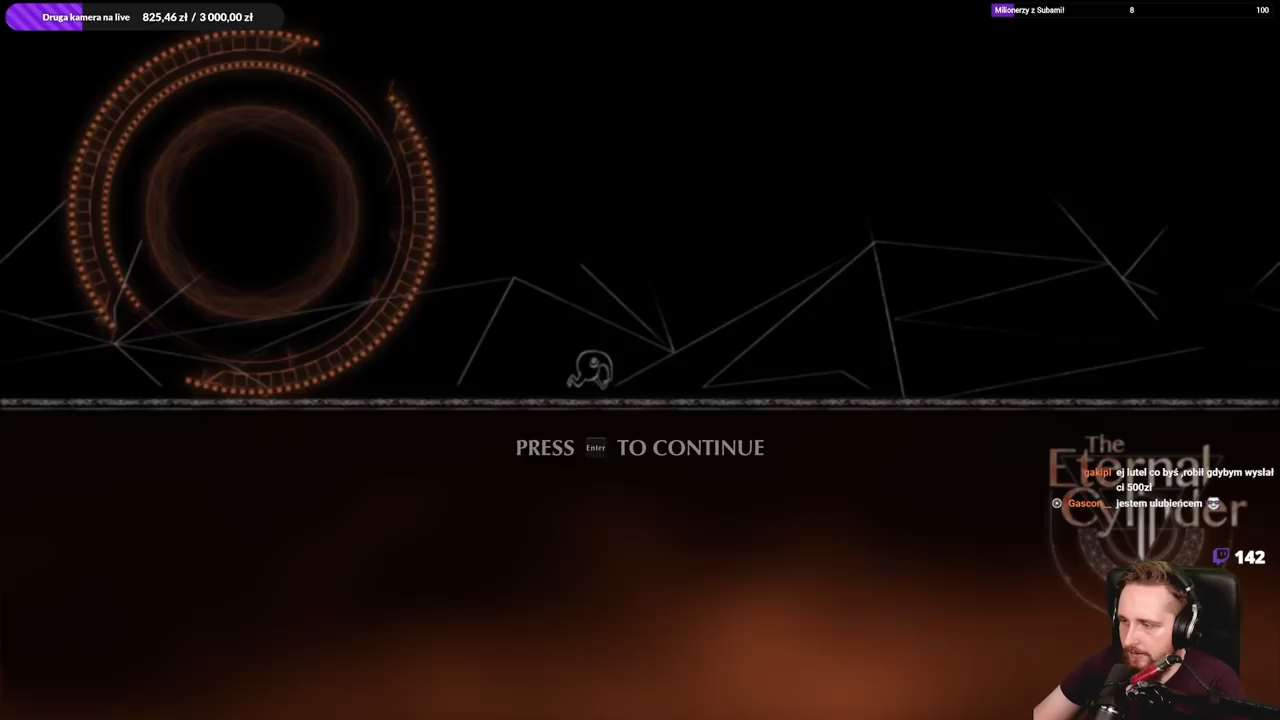 Druga kamera na live 825,46 zł / 3 000,00 zł
Milionerzy z Subami! 8 100
PRESS Enter TO CONTINUE
The
Eternal
Cylinder
gakipl ej lutel co byś ,robił gdybym wysłał
ci 500zł
Gascon__ jestem ulubieńcem
142